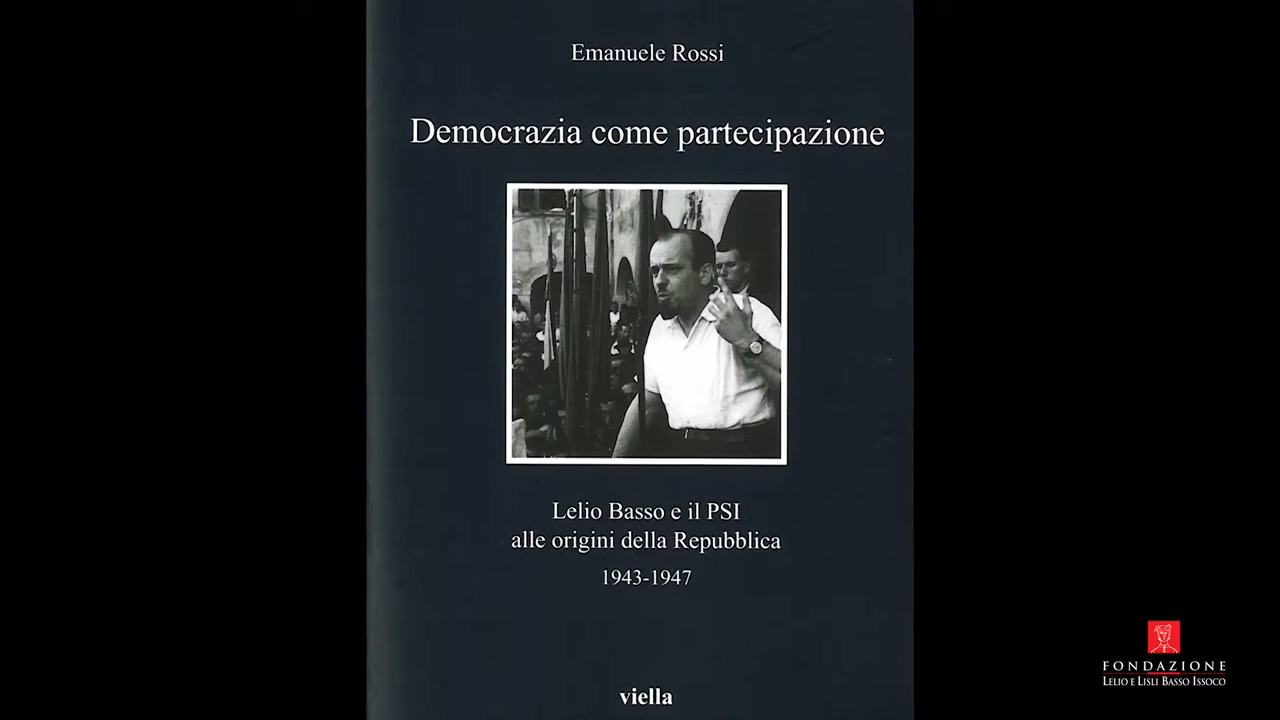 Emanuele Rossi
Democrazia come partecipazione
Lelio Basso e il PSI
alle origini della Repubblica
1943-1947
viella
FONDAZIONE
LELIO E LISLI BASSO ISSOCO